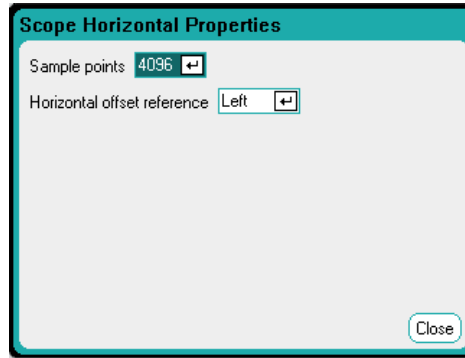 Scope Horizontal Properties
Sample points 4096
Horizontal offset reference Left
Close